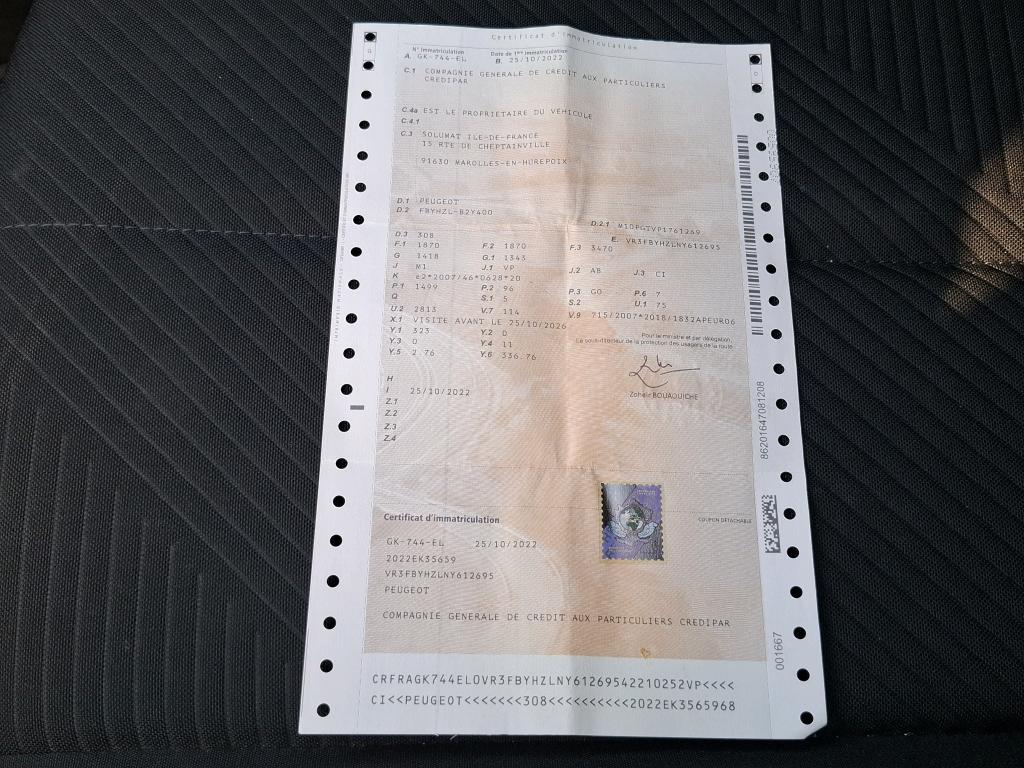 Certificat d'immatriculation
N° Immatriculation Date de 1ère immatriculation
A. GK-744-EL B. 25/10/2022
C.1 COMPAGNIE GENERALE DE CREDIT AUX PARTICULIERS
CREDIPAR
C.4a EST LE PROPRIETAIRE DU VEHICULE
C.4.1
C.3 SOLUMAT ILE-DE-FRANCE
15 RTE DE CHEPTAINVILLE
91630 MAROLLES-EN-HUREPOIX
D.1 PEUGEOT
D.2 FBYHZL-B2Y400
D.2.1 M10PGTVP1761269
D.3 308 E. VR3FBYHZLNY612695
F.1 1870 F.2 1870 F.3 3470
G 1418 G.1 1343
J M1 J.1 VP J.2 AB J.3 CI
K e2*2007/46*0628*20
P.1 1499 P.2 96 P.3 GO P.6 7
Q S.1 5 S.2 U.1 75
U.2 2813 V.7 114 V.9 715/2007*2018/1832APEURO6
X.1 VISITE AVANT LE 25/10/2026
Y.1 323 Y.2 0
Y.3 0 Y.4 11
Y.5 2.76 Y.6 336.76
Pour le ministre et par délégation,
Le sous-directeur de la protection des usagers de la route
Zoheir BOUAOUICHE
H
I 25/10/2022
Z.1
Z.2
Z.3
Z.4
86201647081208
Certificat d'immatriculation COUPON DÉTACHABLE
GK-744-EL 25/10/2022
2022EK35659
VR3FBYHZLNY612695
PEUGEOT
COMPAGNIE GENERALE DE CREDIT AUX PARTICULIERS CREDIPAR
001667
CRFRAGK744EL0VR3FBYHZLNY61269542210252VP<<<<
CI<<PEUGEOT<<<<<<<308<<<<<<<<<<2022EK3565968